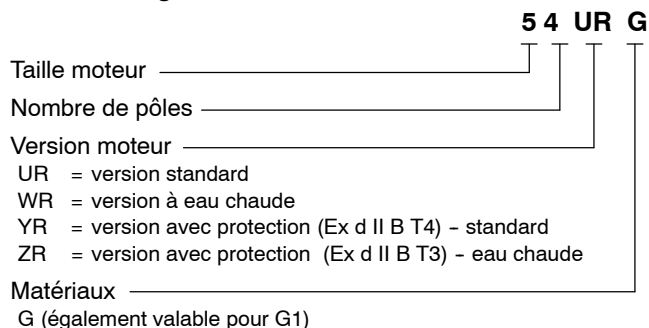 5 4 UR G
Taille moteur
Nombre de pôles
Version moteur
UR = version standard
WR = version à eau chaude
YR = version avec protection (Ex d II B T4) - standard
ZR = version avec protection (Ex d II B T3) - eau chaude
Matériaux
G (également valable pour G1)